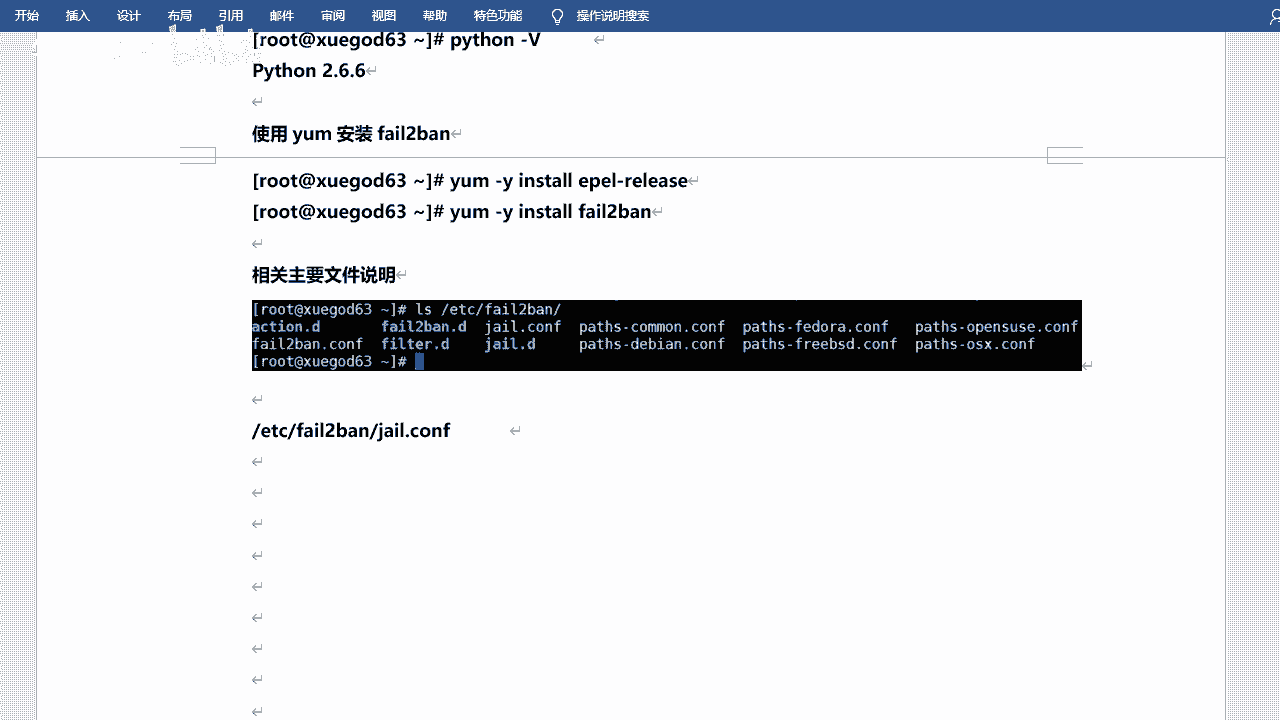 开始 插入 设计 布局 引用 邮件 审阅 视图 帮助 特色功能 操作说明搜索
[root@xuegod63 ~]# python -V
Python 2.6.6
使用 yum 安装 fail2ban
[root@xuegod63 ~]# yum -y install epel-release
[root@xuegod63 ~]# yum -y install fail2ban
相关主要文件说明
[root@xuegod63 ~]# ls /etc/fail2ban/
action.d fail2ban.d jail.conf paths-common.conf paths-fedora.conf paths-opensuse.conf
fail2ban.conf filter.d jail.d paths-debian.conf paths-freebsd.conf paths-osx.conf
[root@xuegod63 ~]#
/etc/fail2ban/jail.conf